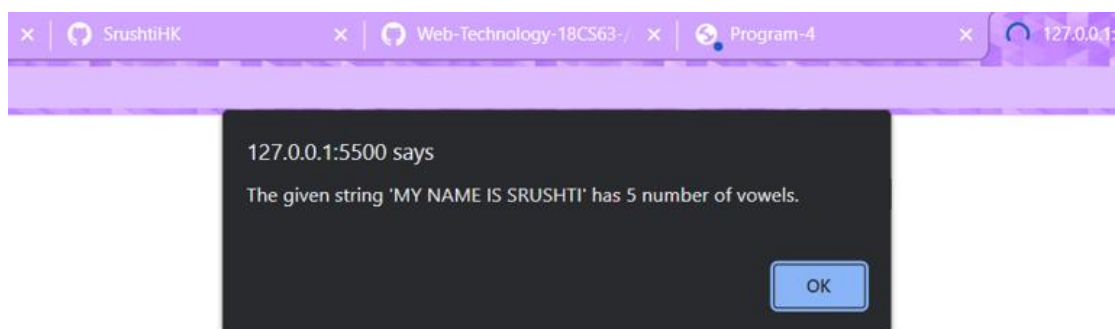 SrushtiHK Web-Technology-18CS63-/ Program-4 127.0.0.1:
127.0.0.1:5500 says
The given string 'MY NAME IS SRUSHTI' has 5 number of vowels.
OK